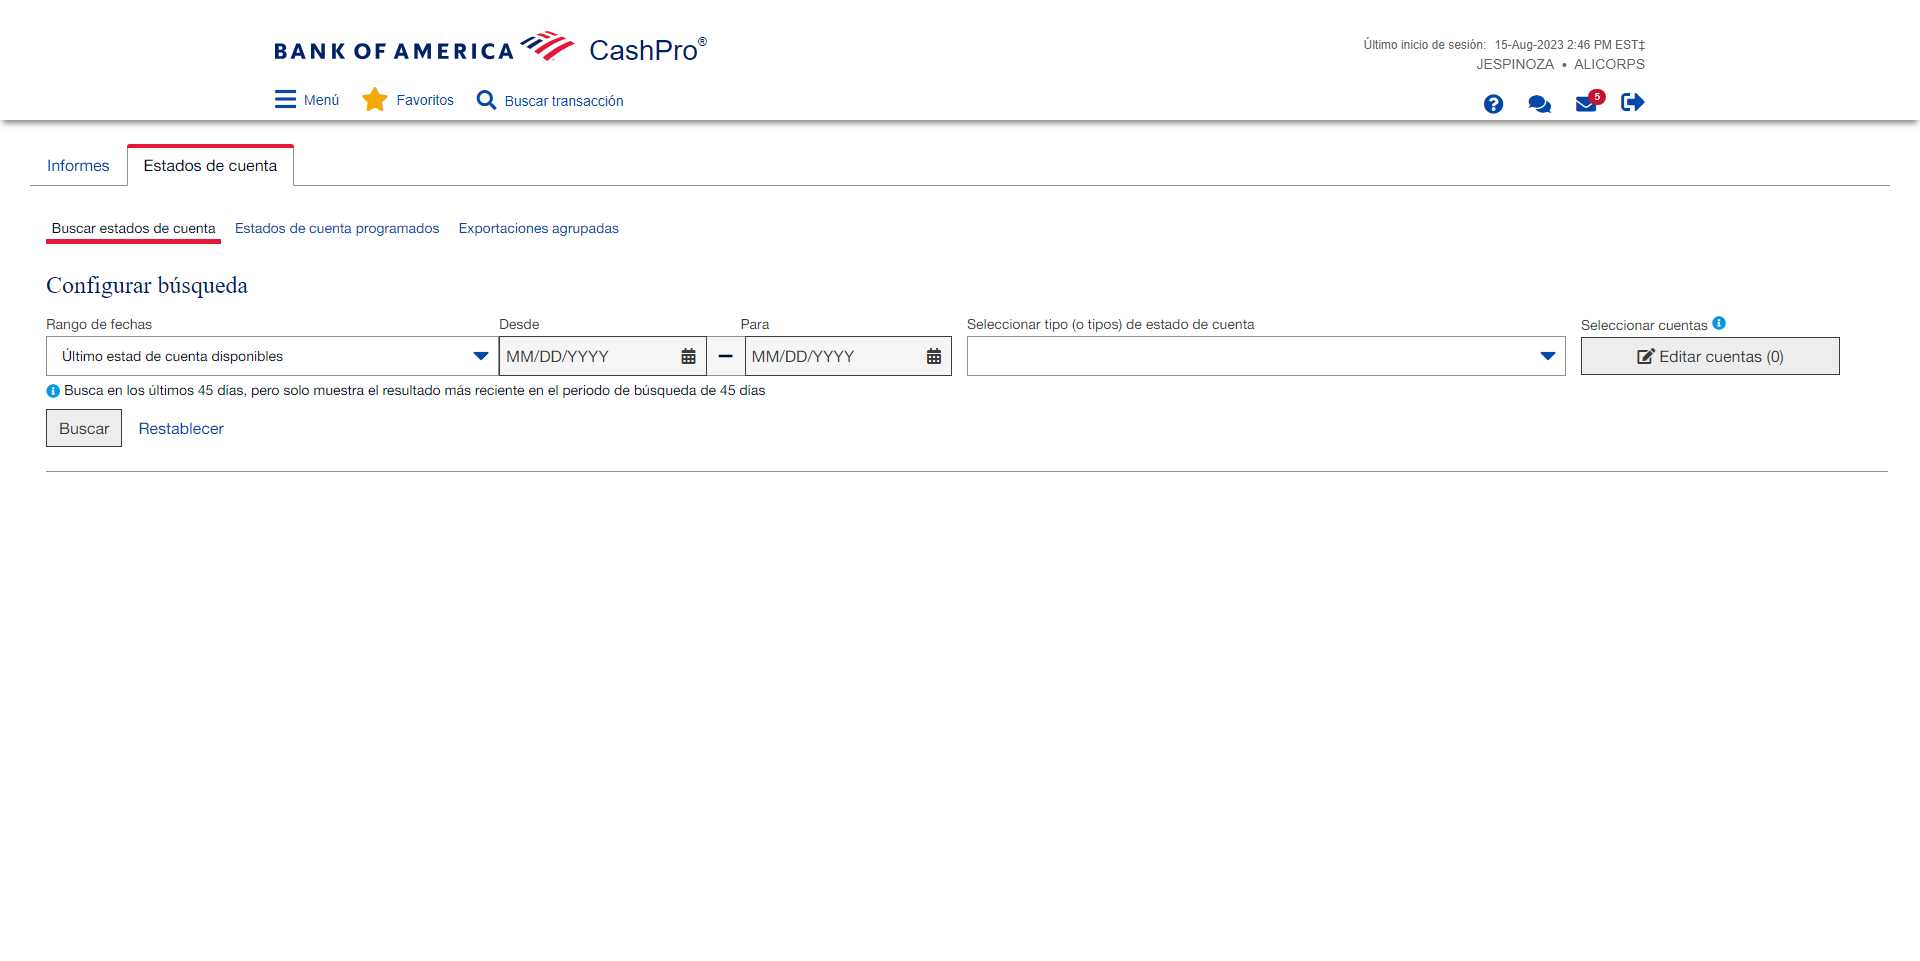 BANK OF AMERICA CashPro®
Último inicio de sesión: 15-Aug-2023 2:46 PM EST‡
JESPINOZA • ALICORPS
Menú Favoritos Buscar transacción
5
Informes Estados de cuenta
Buscar estados de cuenta Estados de cuenta programados Exportaciones agrupadas
Configurar búsqueda
Rango de fechas Desde Para Seleccionar tipo (o tipos) de estado de cuenta Seleccionar cuentas
Último estad de cuenta disponibles MM/DD/YYYY – MM/DD/YYYY Editar cuentas (0)
Busca en los últimos 45 días, pero solo muestra el resultado más reciente en el periodo de búsqueda de 45 días
Buscar Restablecer